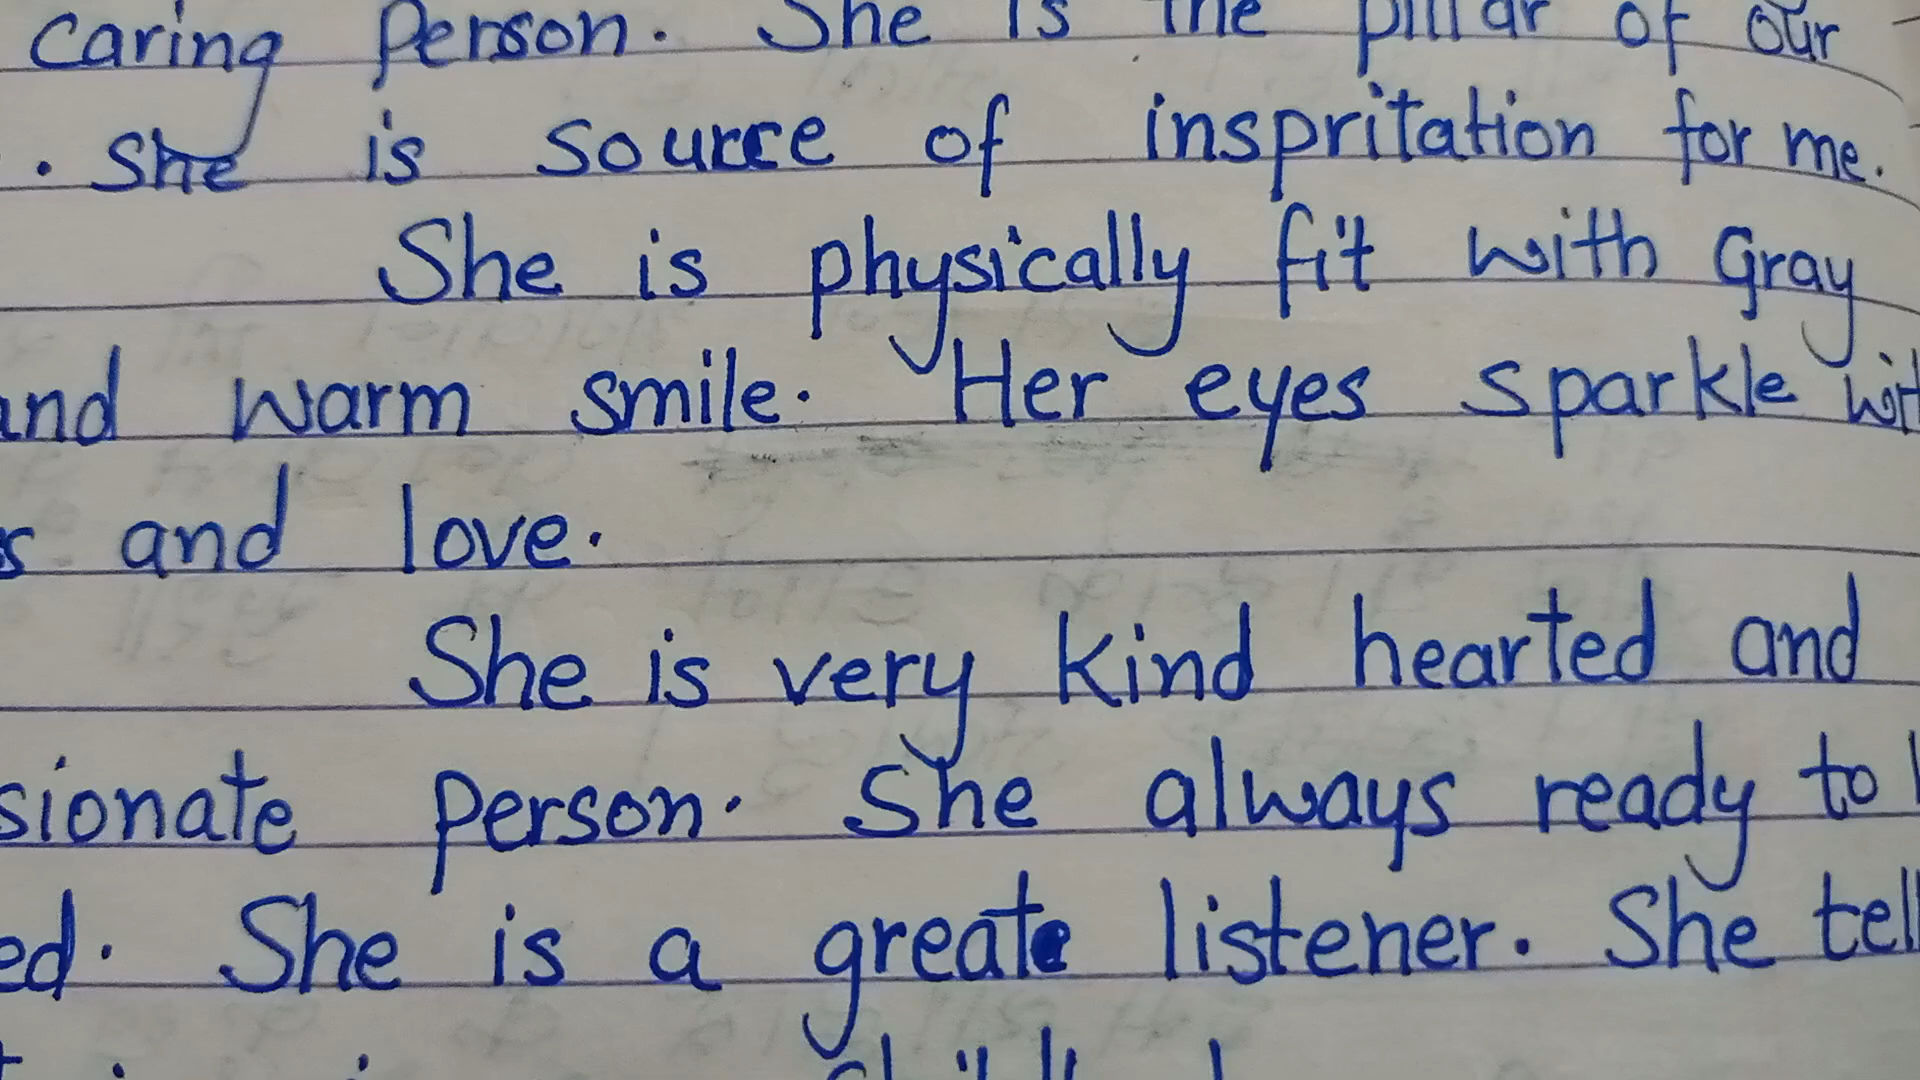 caring Person. She is the pillar of our
. She is source of inspritation for me.
She is physically fit with Gray
and warm smile. Her eyes sparkle wit
s and love.
She is very kind hearted and
sionate person. She always ready to
ed. She is a greate listener. She tell